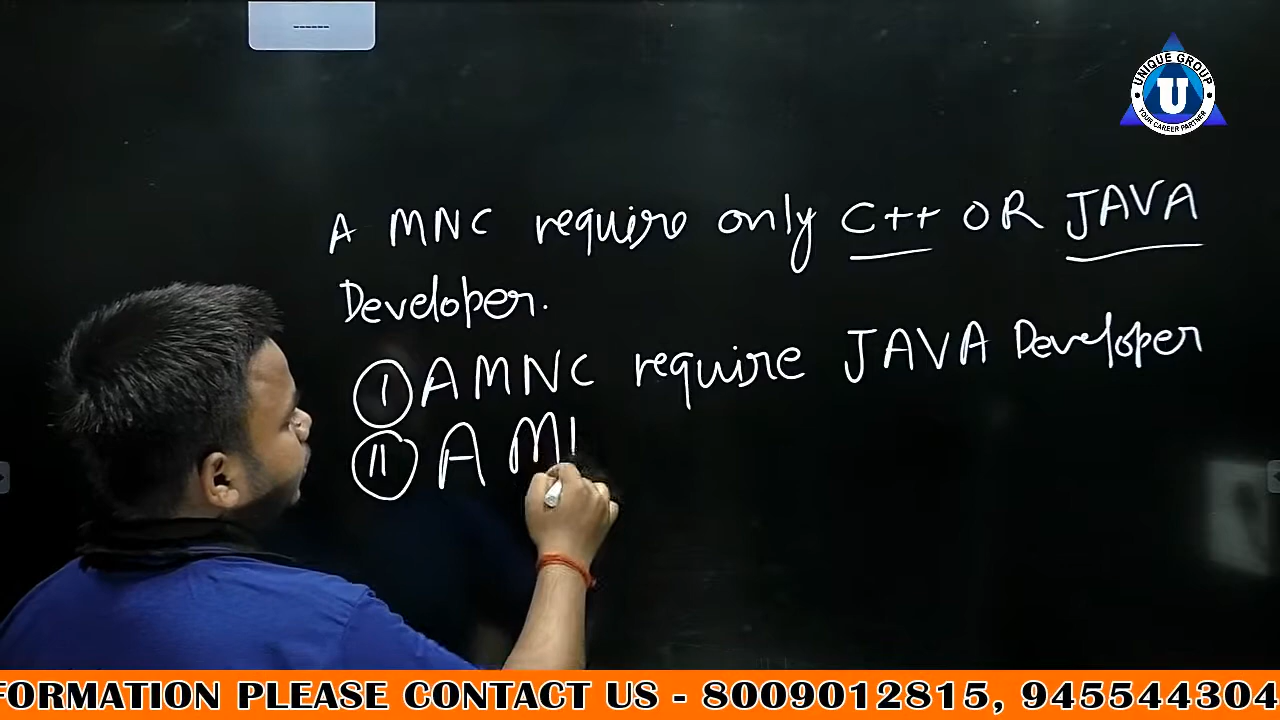 ------
UNIQUE GROUP
U
YOUR CAREER PARTNER
A MNC require only C++ OR JAVA
Developer.
I A MNC require JAVA Developer
II A M
FORMATION PLEASE CONTACT US - 8009012815, 945544304